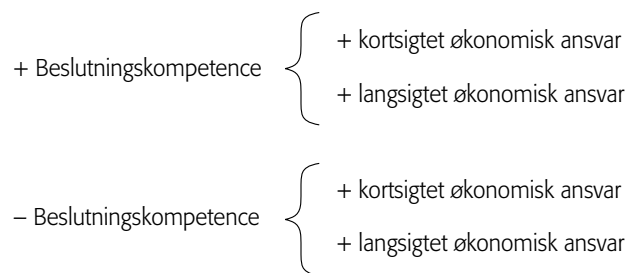 + kortsigtet økonomisk ansvar
+ Beslutningskompetence
+ langsigtet økonomisk ansvar
+ kortsigtet økonomisk ansvar
– Beslutningskompetence
+ langsigtet økonomisk ansvar